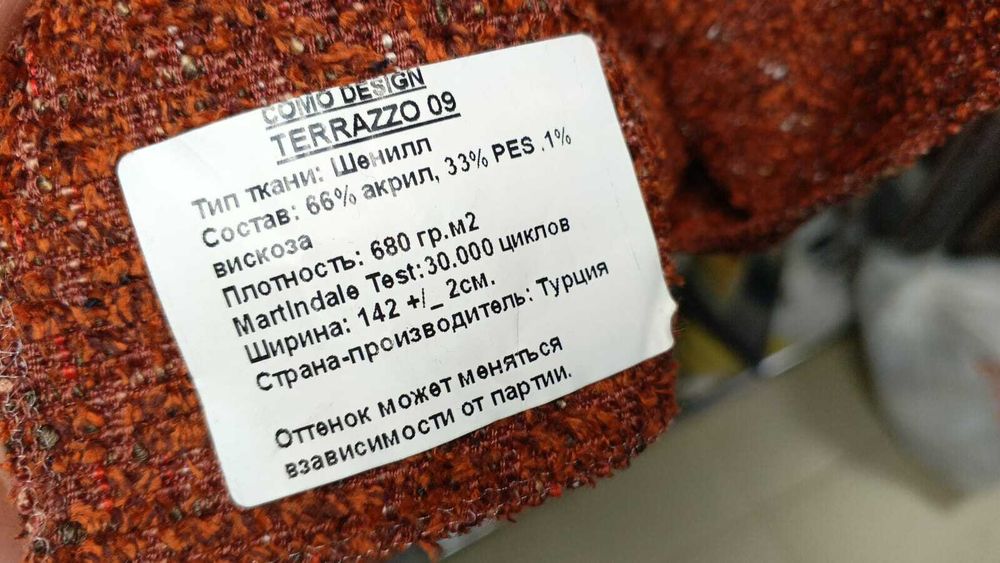 COMO DESIGN
TERRAZZO 09
Тип ткани: Шенилл
Состав: 66% акрил, 33% PES .1%
вискоза
Плотность: 680 гр.м2
Martindale Test:30.000 циклов
Ширина: 142 +/_ 2см.
Страна-производитель: Турция
Оттенок может меняться
взависимости от партии.